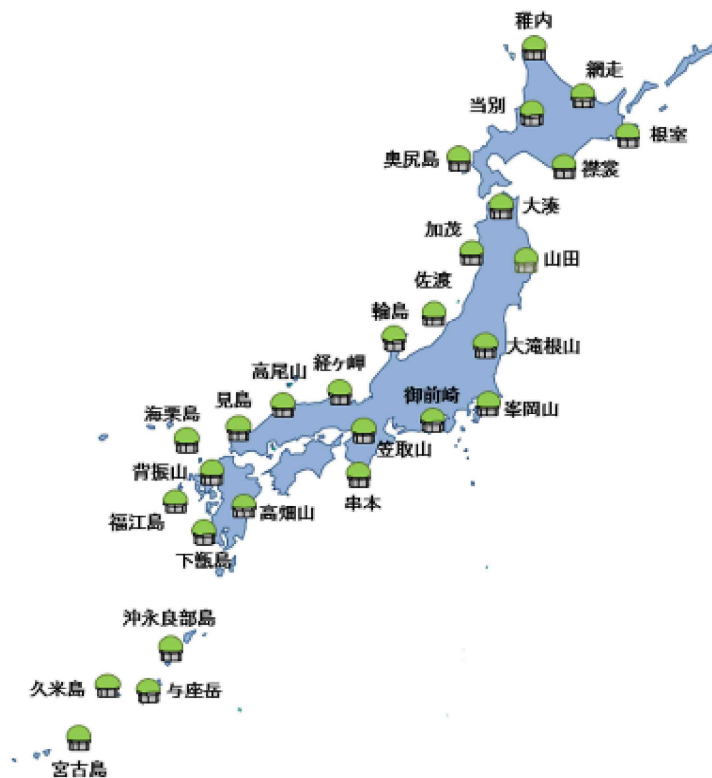 稚内
網走
当別
根室
奥尻島
襟裳
大湊
加茂
山田
佐渡
輪島
大滝根山
経ヶ岬
高尾山
御前崎
見島
峯岡山
海栗島
笠取山
背振山
串本
福江島
高畑山
下甑島
沖永良部島
久米島
与座岳
宮古島